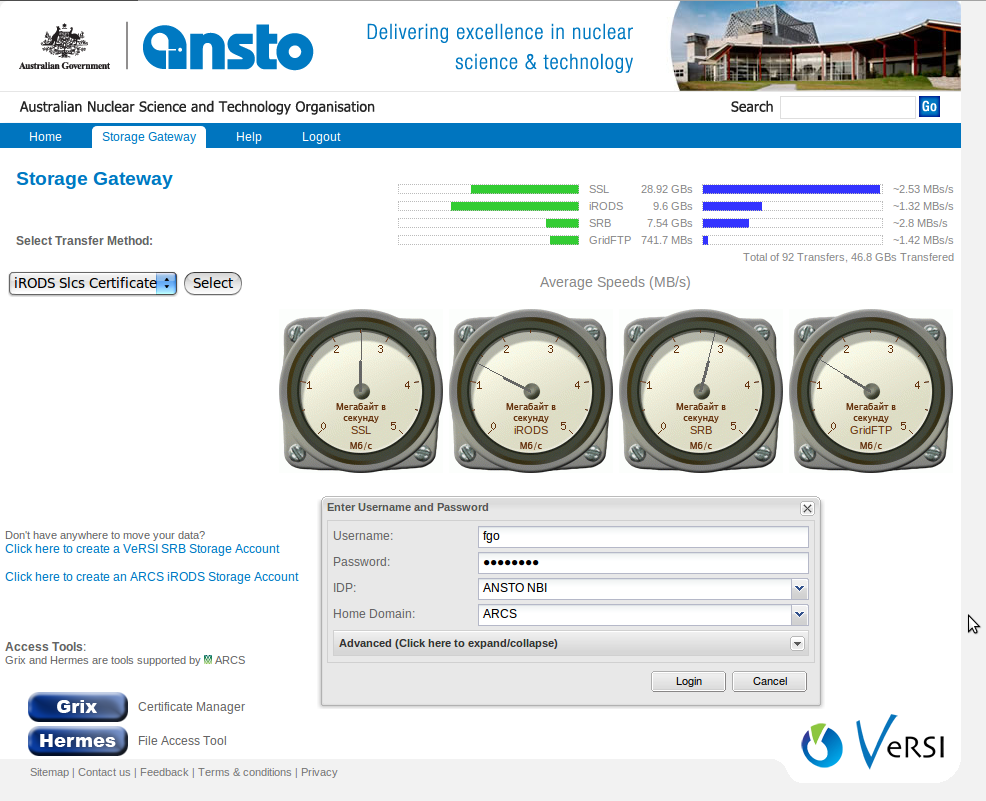 Australian Government
ansto
Delivering excellence in nuclear
science & technology
Australian Nuclear Science and Technology Organisation
Search
Go
Home
Storage Gateway
Help
Logout
Storage Gateway
SSL 28.92 GBs ~2.53 MBs/s
iRODS 9.6 GBs ~1.32 MBs/s
SRB 7.54 GBs ~2.8 MBs/s
GridFTP 741.7 MBs ~1.42 MBs/s
Total of 92 Transfers, 46.8 GBs Transfered
Select Transfer Method:
iRODS Slcs Certificate
Select
Average Speeds (MB/s)
0 1 2 3 4 5
Мегабайт в
секунду
SSL
Мб/с
0 1 2 3 4 5
Мегабайт в
секунду
iRODS
Мб/с
0 1 2 3 4 5
Мегабайт в
секунду
SRB
Мб/с
0 1 2 3 4 5
Мегабайт в
секунду
GridFTP
Мб/с
Enter Username and Password
Username: fgo
Password: ●●●●●●●●
IDP: ANSTO NBI
Home Domain: ARCS
Advanced (Click here to expand/collapse)
Login
Cancel
Don't have anywhere to move your data?
Click here to create a VeRSI SRB Storage Account
Click here to create an ARCS iRODS Storage Account
Access Tools:
Grix and Hermes are tools supported by ARCS
Grix Certificate Manager
Hermes File Access Tool
VeRSI
Sitemap | Contact us | Feedback | Terms & conditions | Privacy